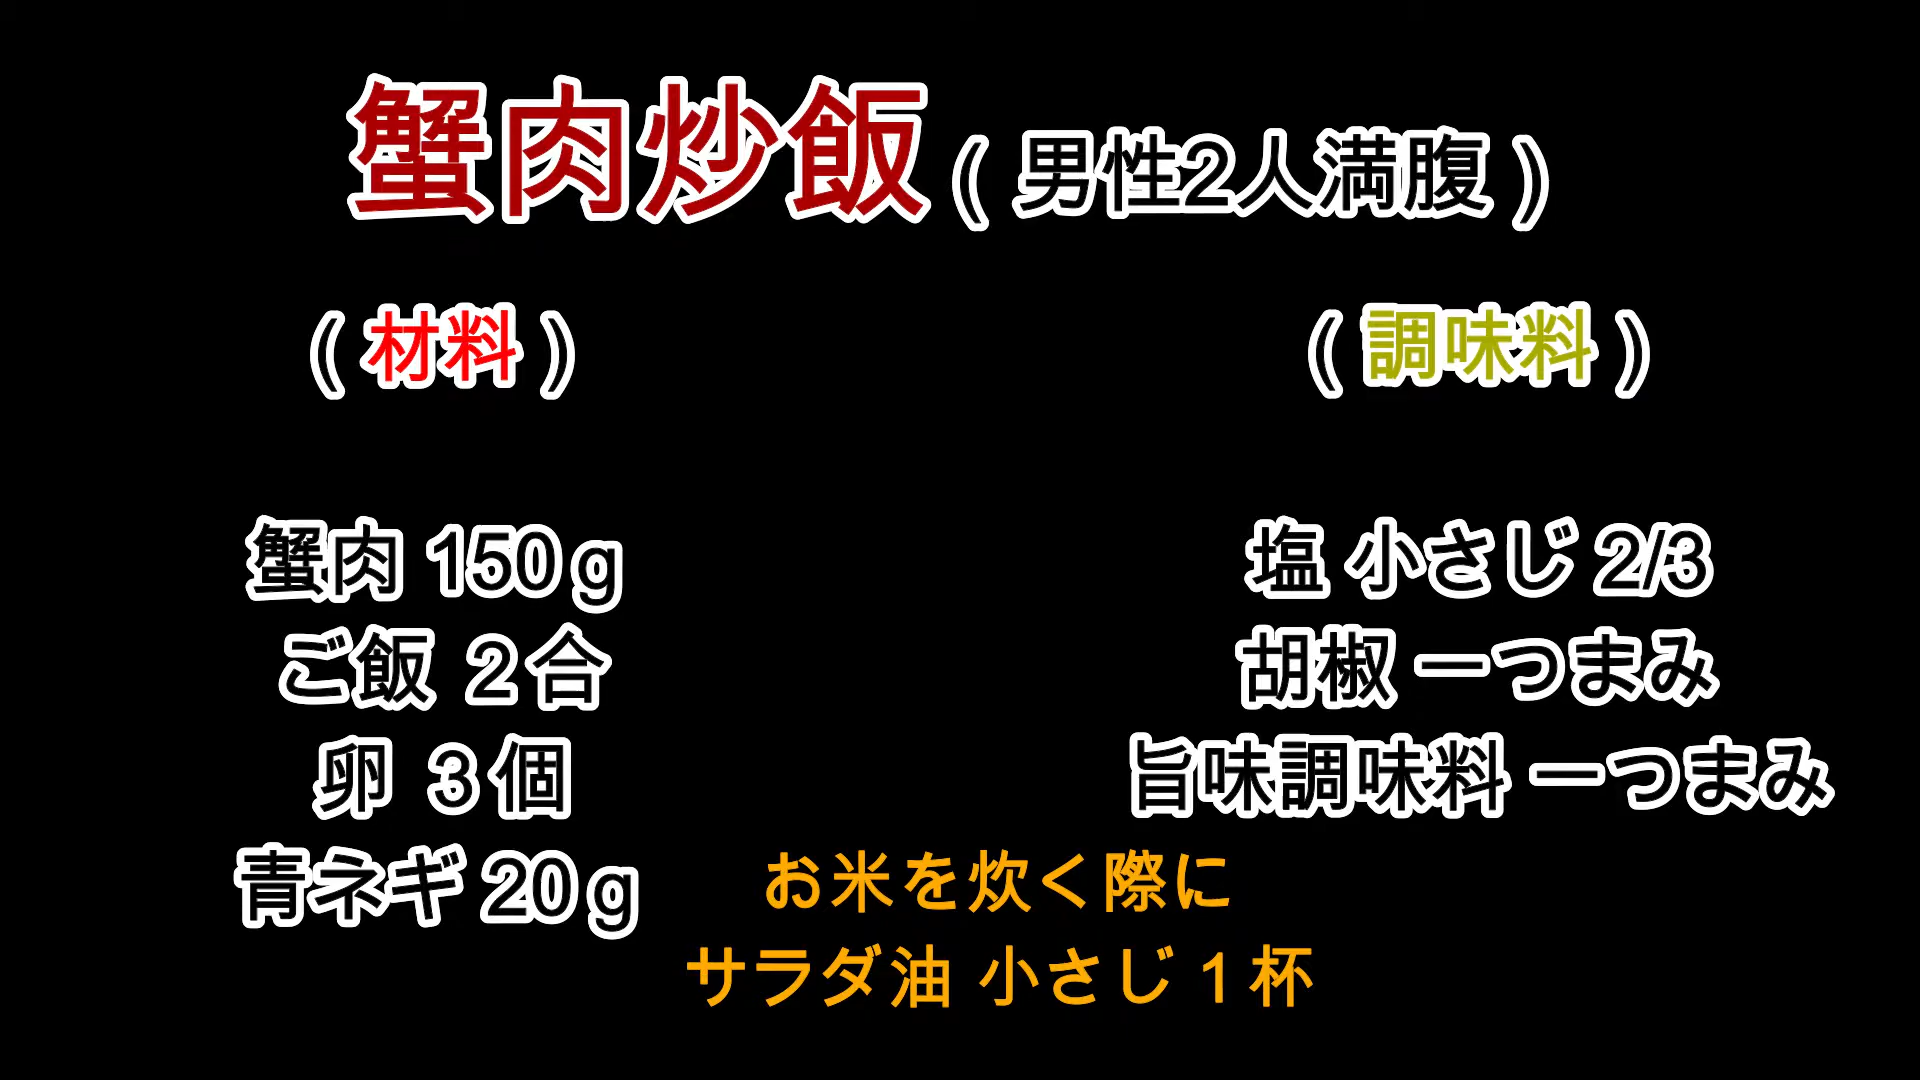 蟹肉炒飯 ( 男性2人満腹 )
( 材料 )
蟹肉 150g
ご飯 2合
卵 3個
青ネギ 20g
( 調味料 )
塩 小さじ 2/3
胡椒 一つまみ
旨味調味料 一つまみ
お米を炊く際に
サラダ油 小さじ 1杯